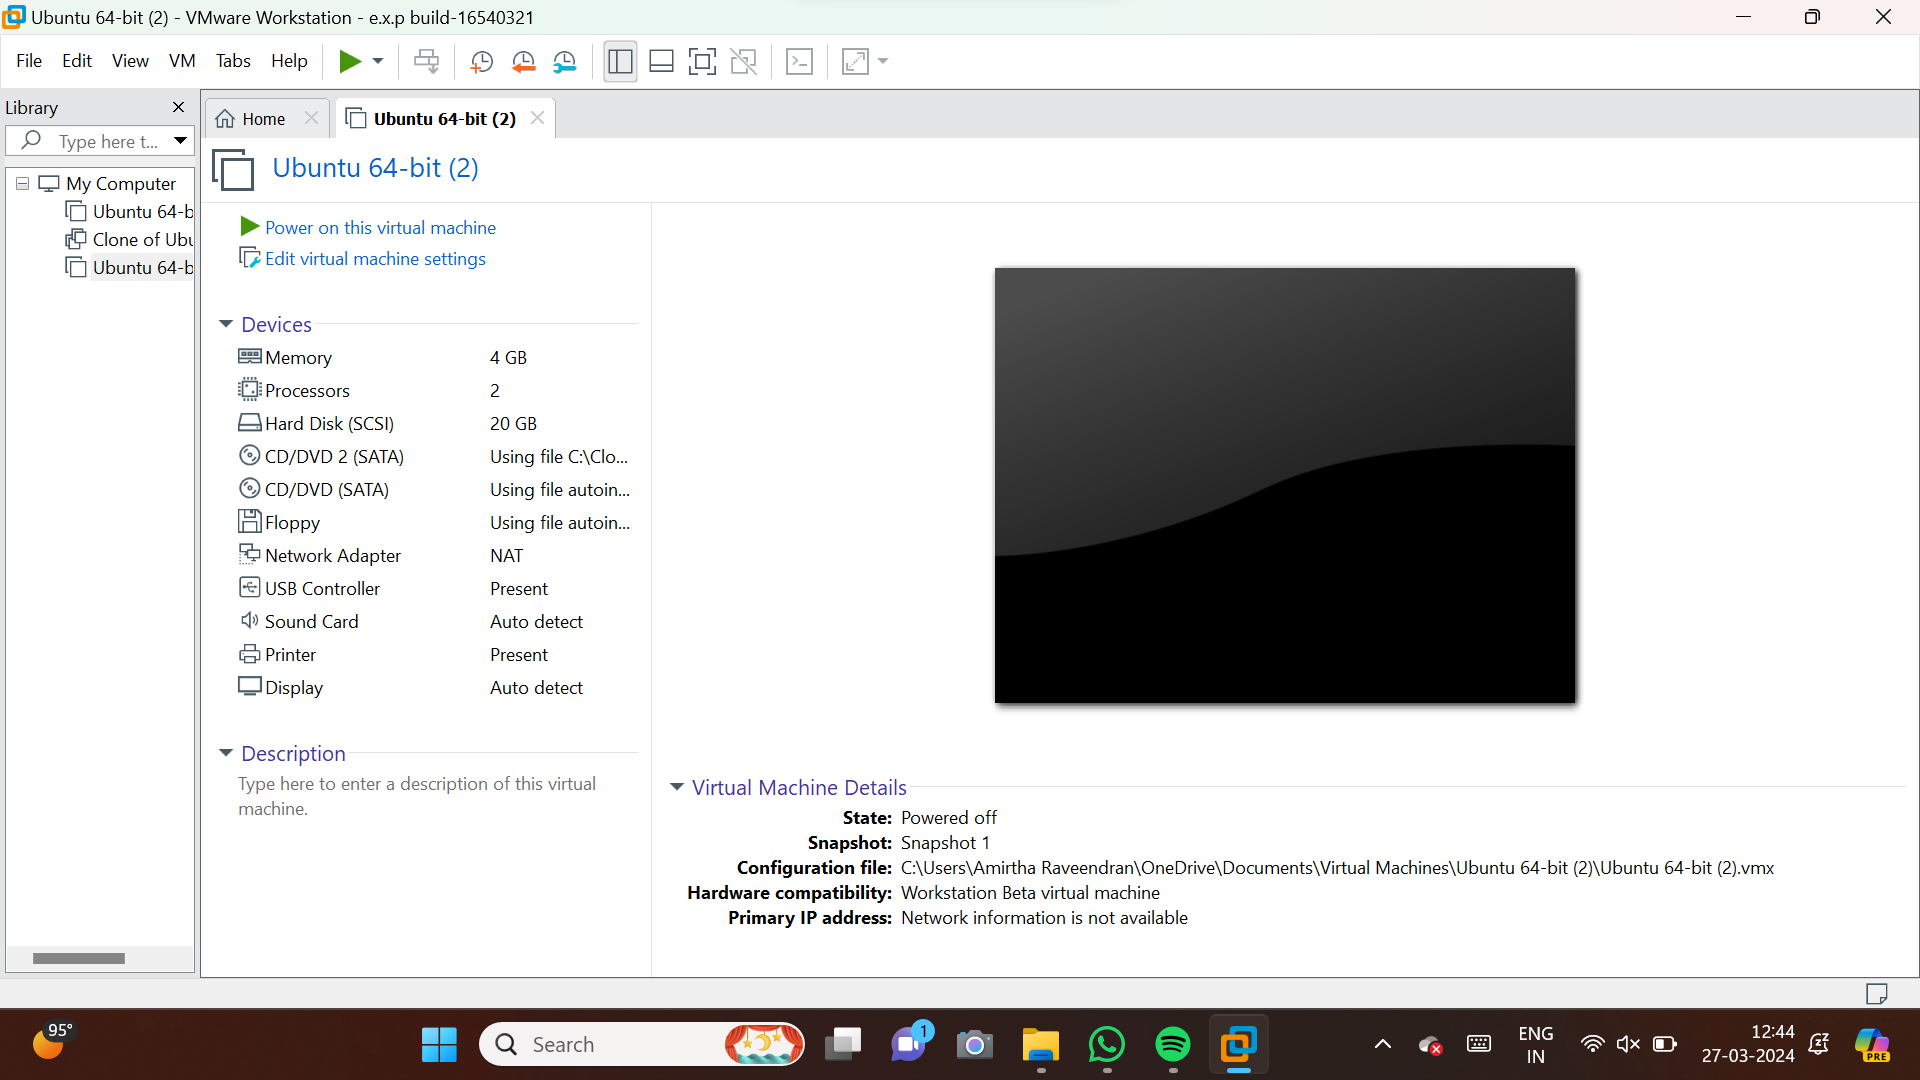 Ubuntu 64-bit (2) - VMware Workstation - e.x.p build-16540321
File Edit View VM Tabs Help
Library
Type here t...
My Computer
Ubuntu 64-b
Clone of Ubu
Ubuntu 64-b
Home
Ubuntu 64-bit (2)
Ubuntu 64-bit (2)
Power on this virtual machine
Edit virtual machine settings
Devices
Memory 4 GB
Processors 2
Hard Disk (SCSI) 20 GB
CD/DVD 2 (SATA) Using file C:\Clo...
CD/DVD (SATA) Using file autoin...
Floppy Using file autoin...
Network Adapter NAT
USB Controller Present
Sound Card Auto detect
Printer Present
Display Auto detect
Description
Type here to enter a description of this virtual
machine.
Virtual Machine Details
State: Powered off
Snapshot: Snapshot 1
Configuration file: C:\Users\Amirtha Raveendran\OneDrive\Documents\Virtual Machines\Ubuntu 64-bit (2)\Ubuntu 64-bit (2).vmx
Hardware compatibility: Workstation Beta virtual machine
Primary IP address: Network information is not available
95°
Search
1
ENG
IN
12:44
27-03-2024
PRE